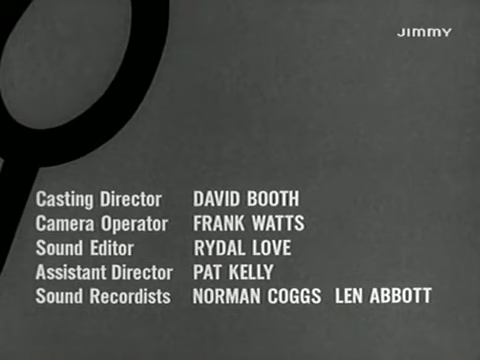 JIMMY
Casting Director DAVID BOOTH
Camera Operator FRANK WATTS
Sound Editor RYDAL LOVE
Assistant Director PAT KELLY
Sound Recordists NORMAN COGGS LEN ABBOTT